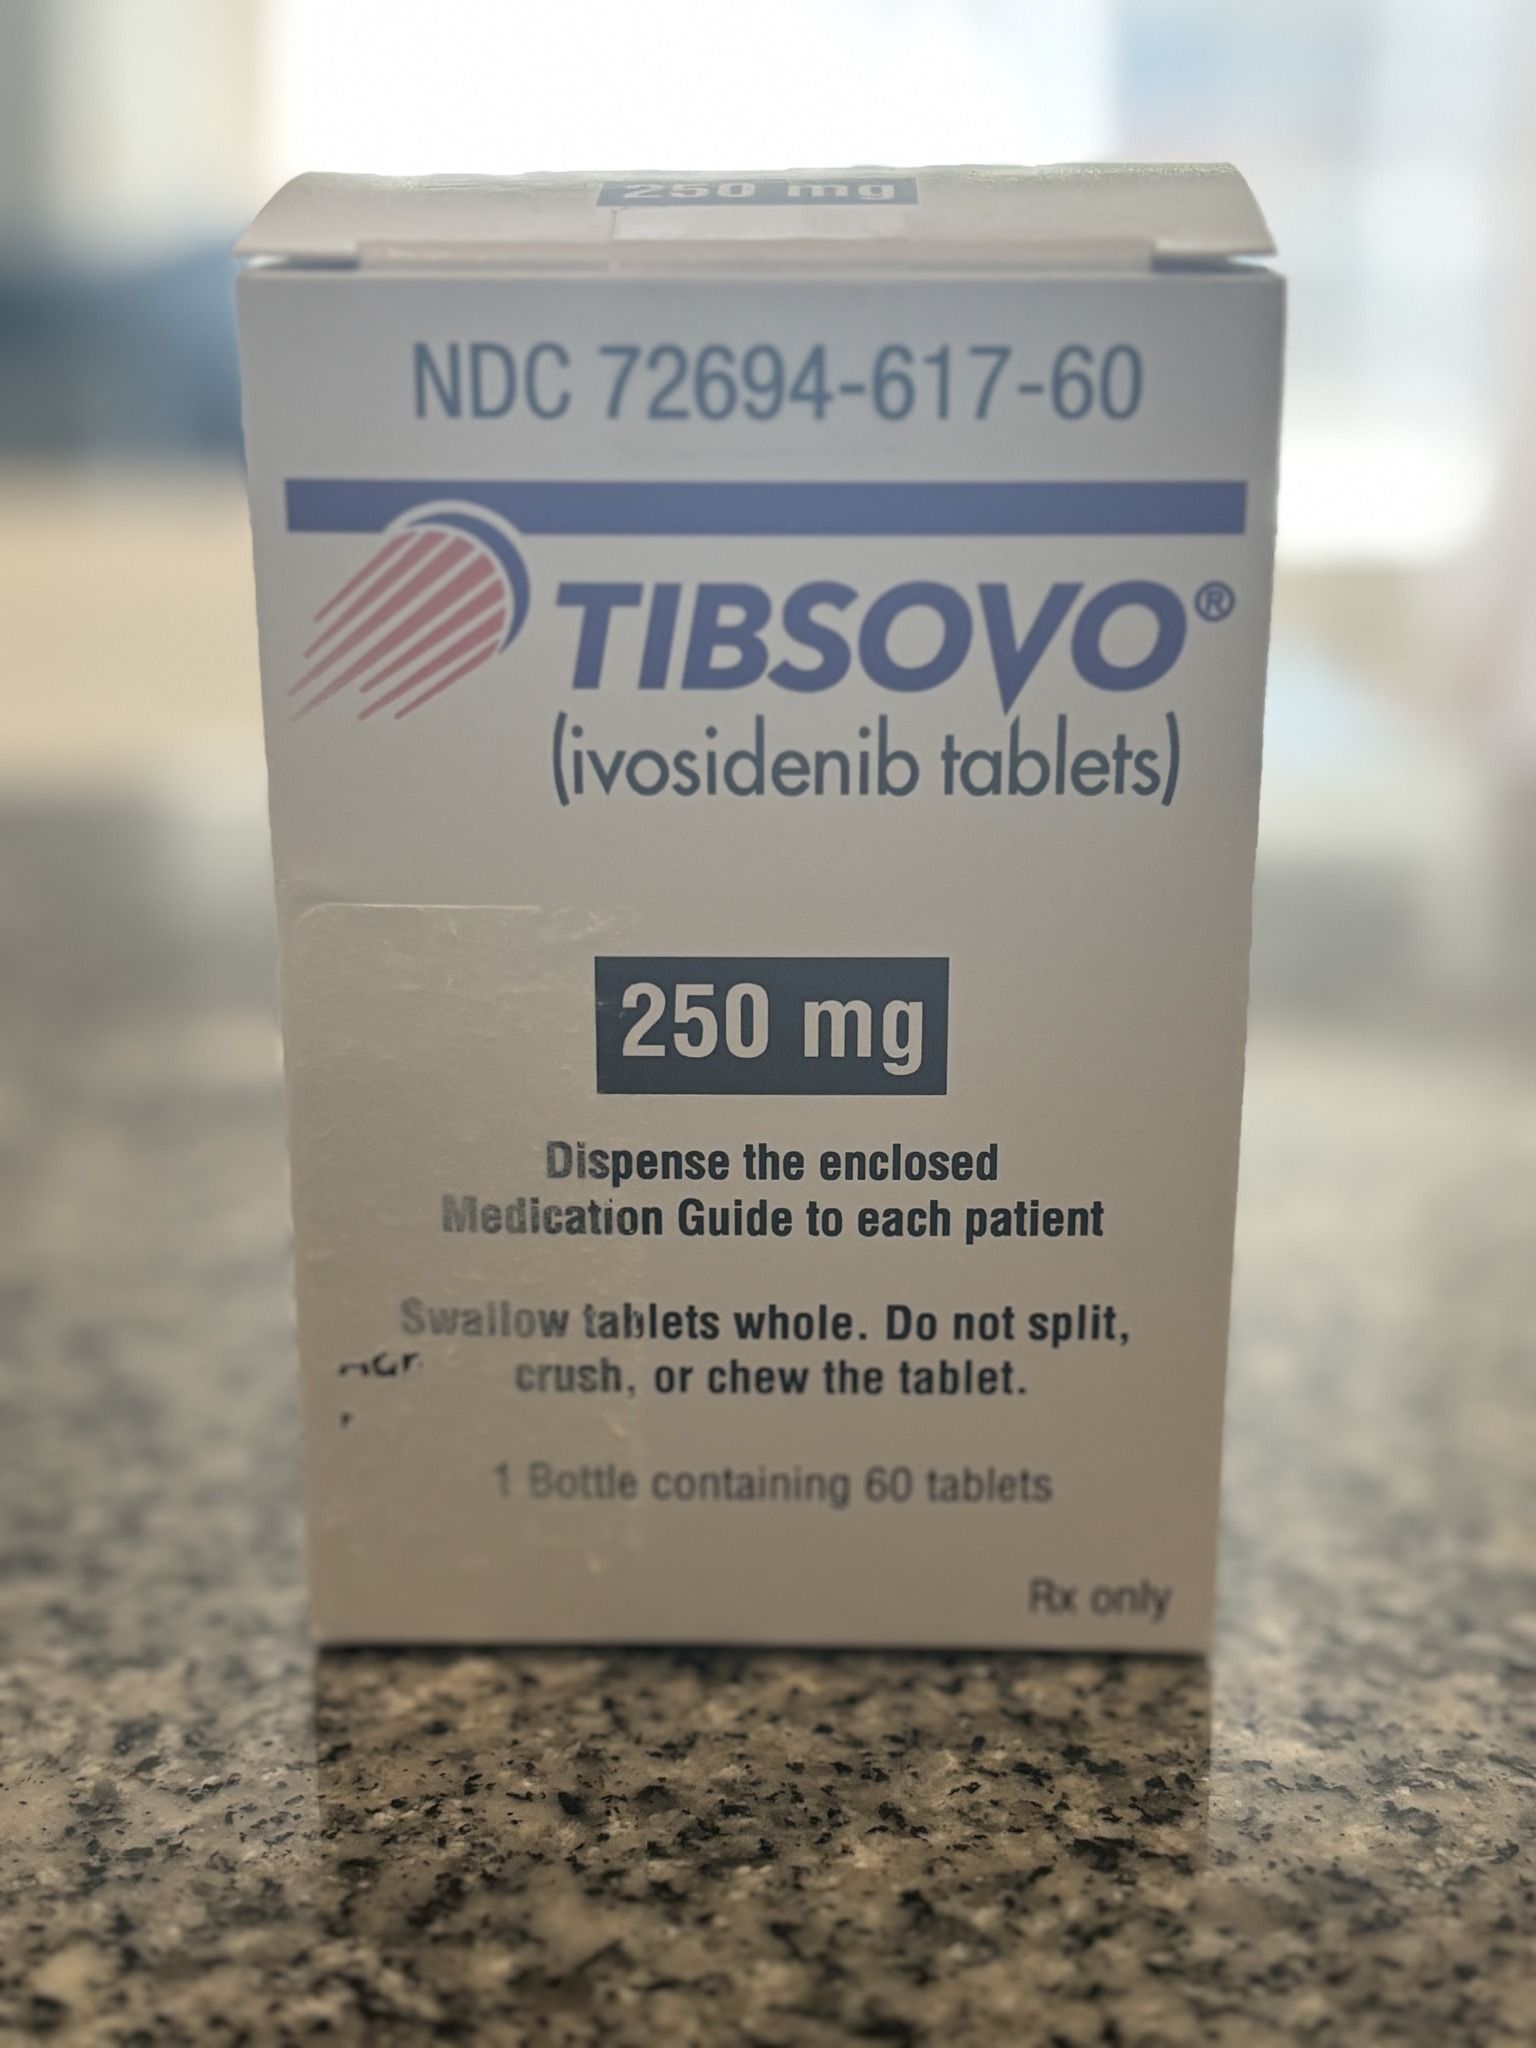 250 mg
NDC 72694-617-60
TIBSOVO®
(ivosidenib tablets)
250 mg
Dispense the enclosed
Medication Guide to each patient
Swallow tablets whole. Do not split,
crush, or chew the tablet.
1 Bottle containing 60 tablets
Rx only